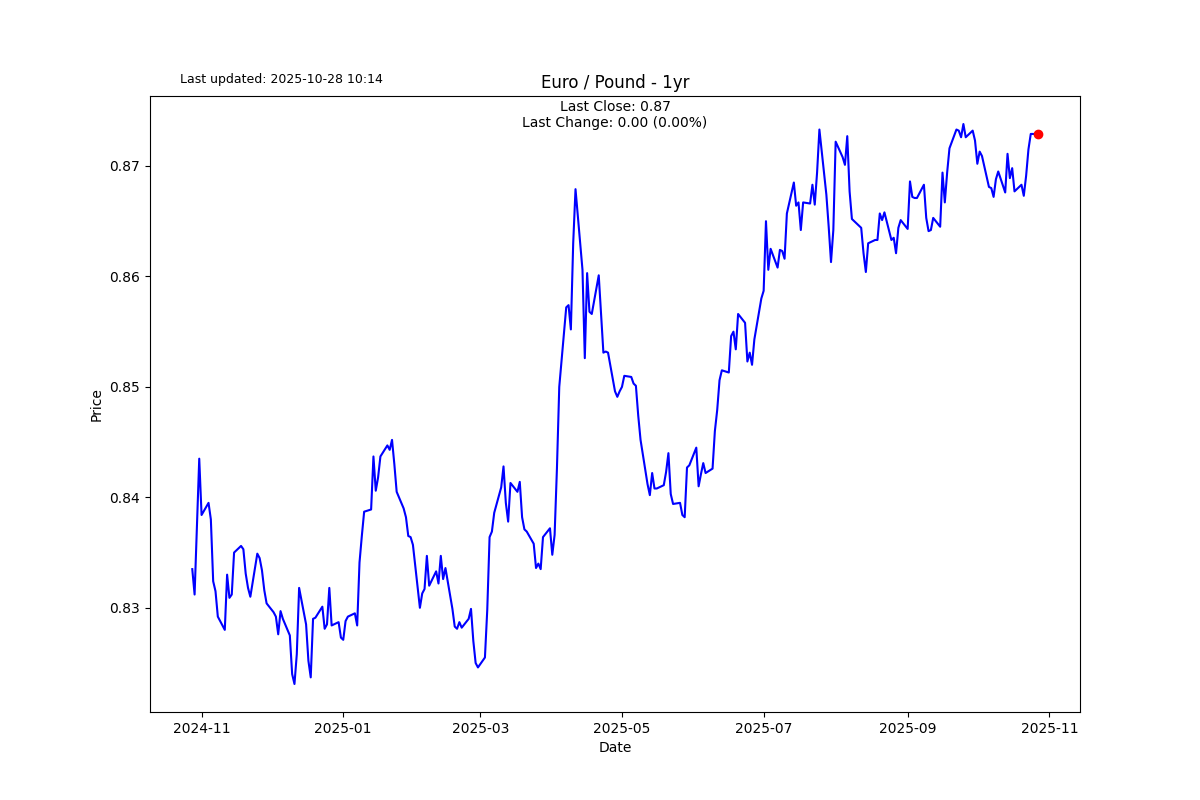 Last updated: 2025-10-28 10:14
Euro / Pound - 1yr
Last Close: 0.87
Last Change: 0.00 (0.00%)
0.87
0.86
0.85
0.84
0.83
Price
2024-11 2025-01 2025-03 2025-05 2025-07 2025-09 2025-11
Date